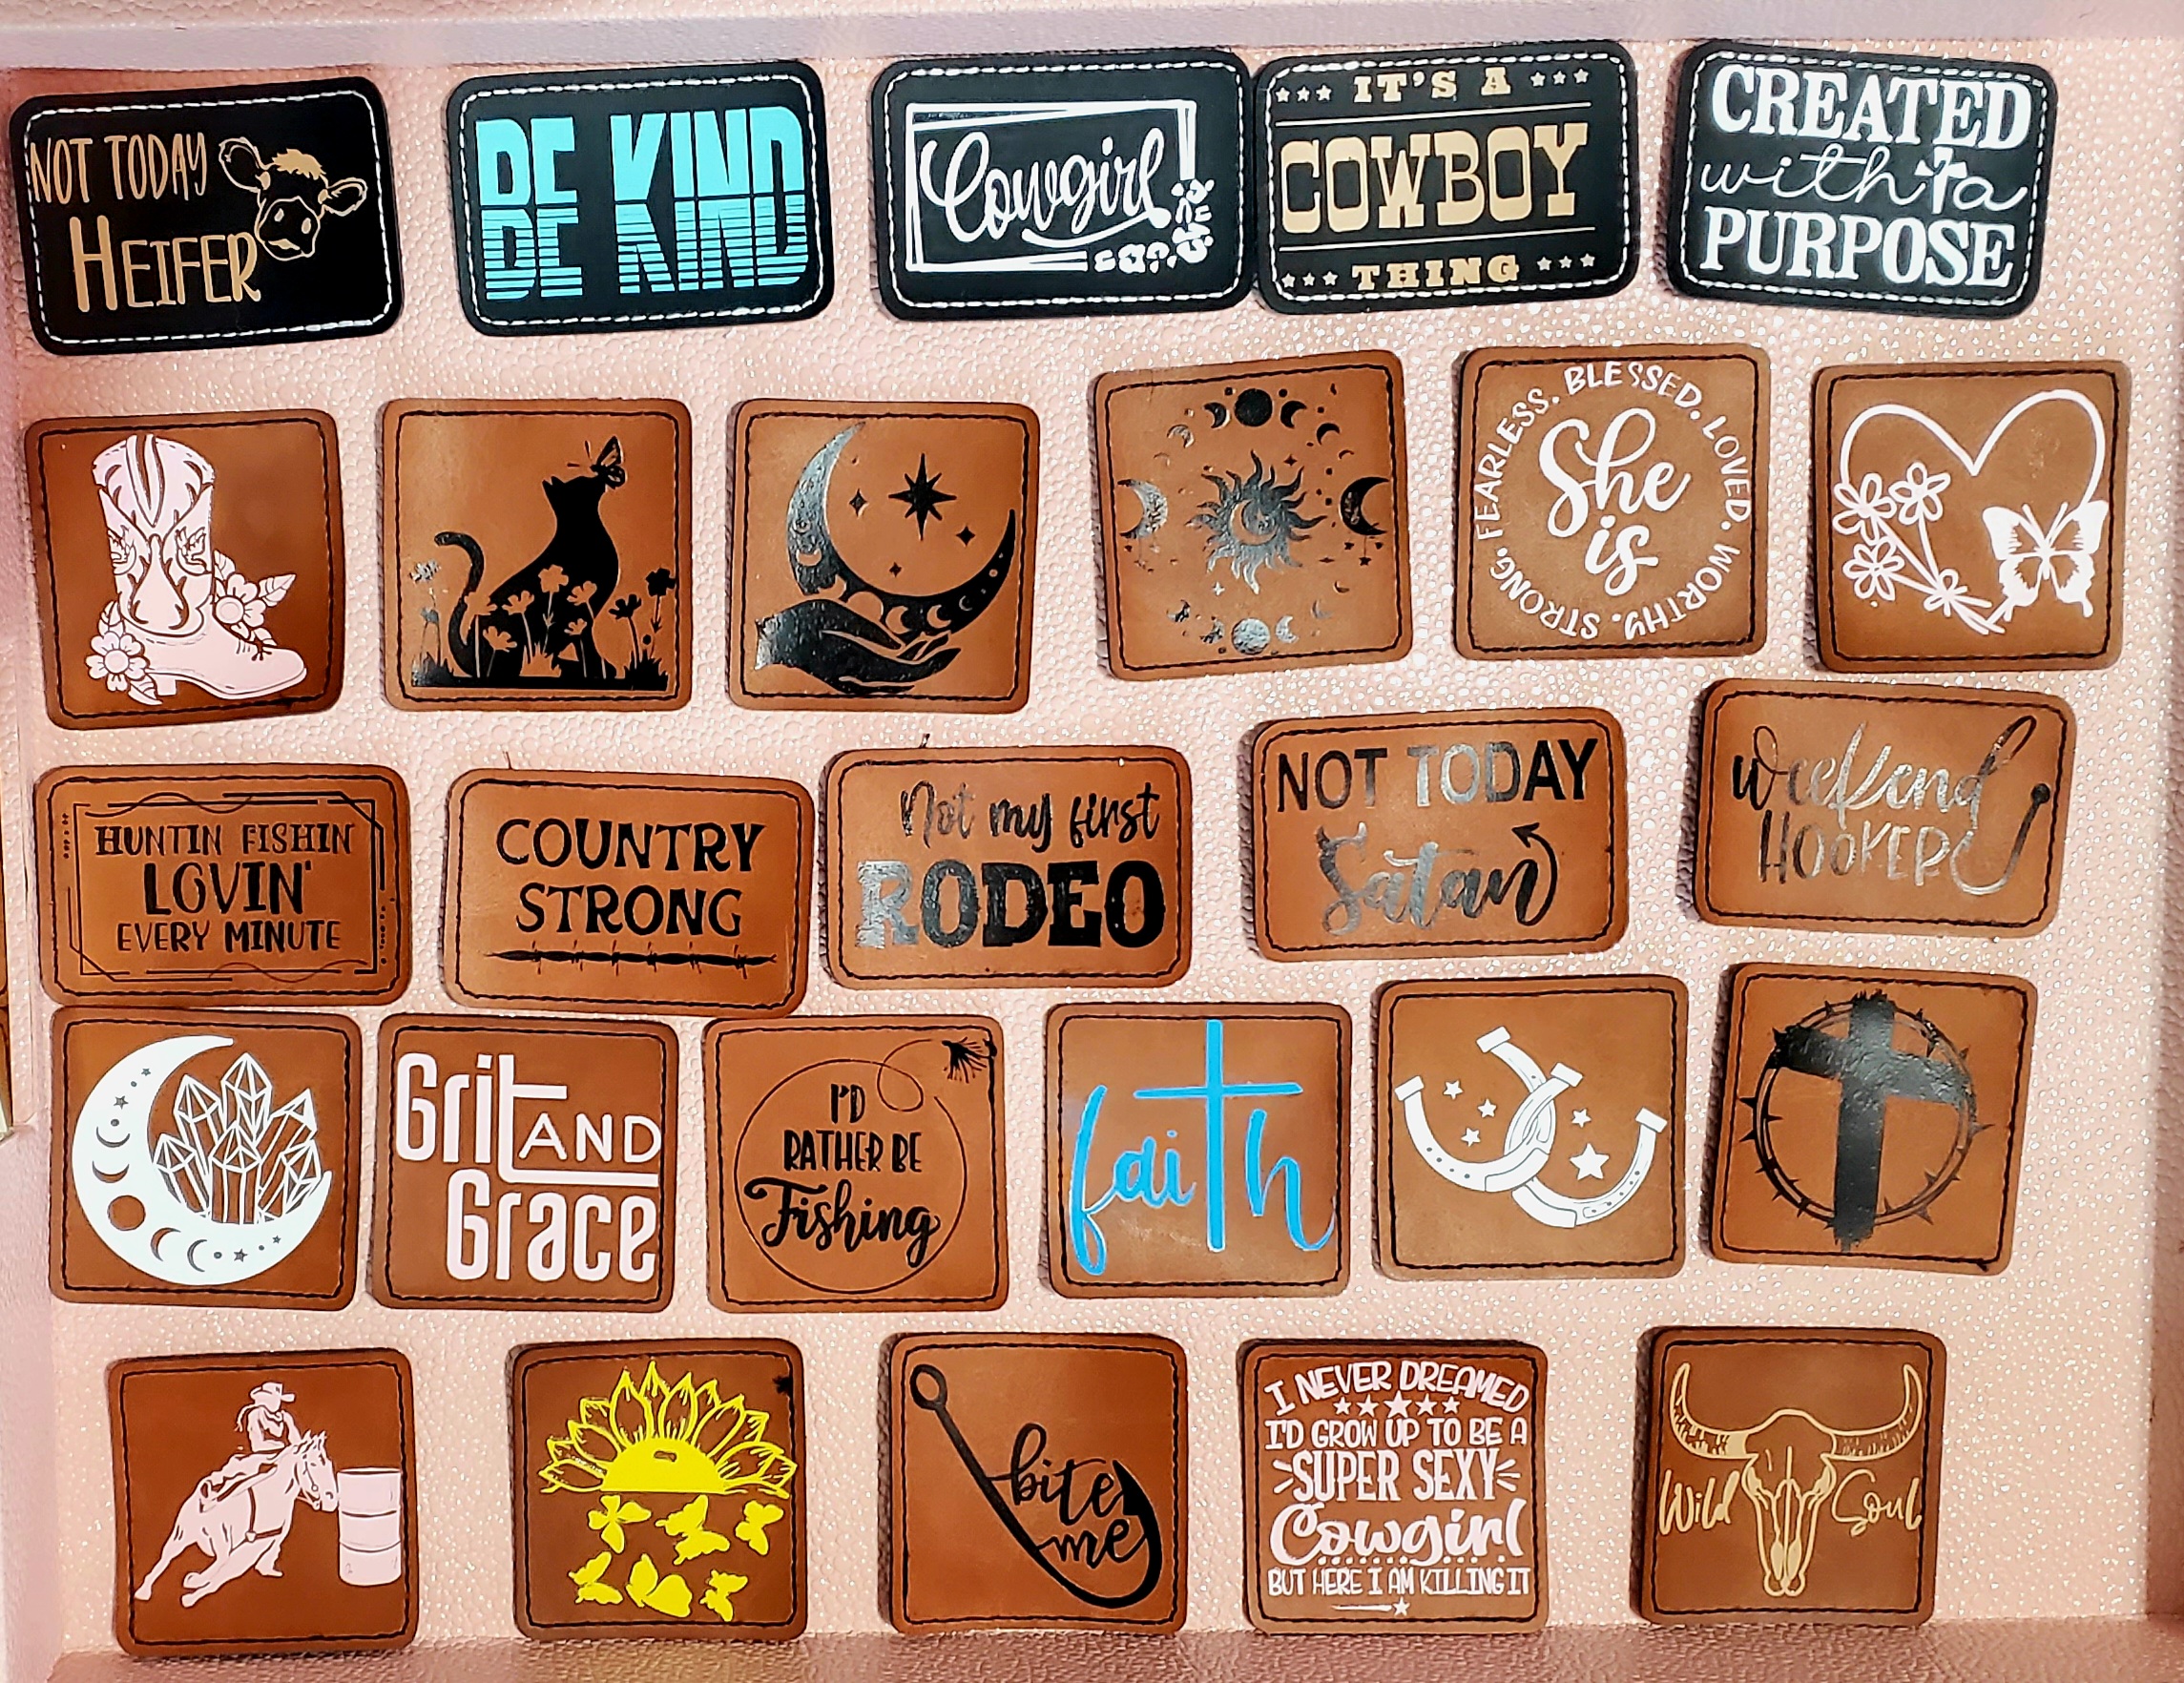 NOT TODAY
HEIFER
BE KIND
Cowgirl
IT'S A
COWBOY
THING
CREATED
with a
PURPOSE
FEARLESS. BLESSED. LOVED. WORTHY. STRONG.
She
is
HUNTIN FISHIN
LOVIN'
EVERY MINUTE
COUNTRY
STRONG
Not my first
RODEO
NOT TODAY
Satan
weekend
HOOKER
Grit AND
Grace
I'D
RATHER BE
Fishing
faith
bite
me
I NEVER DREAMED
I'D GROW UP TO BE A
SUPER SEXY
Cowgirl
BUT HERE I AM KILLING IT
Wild Soul